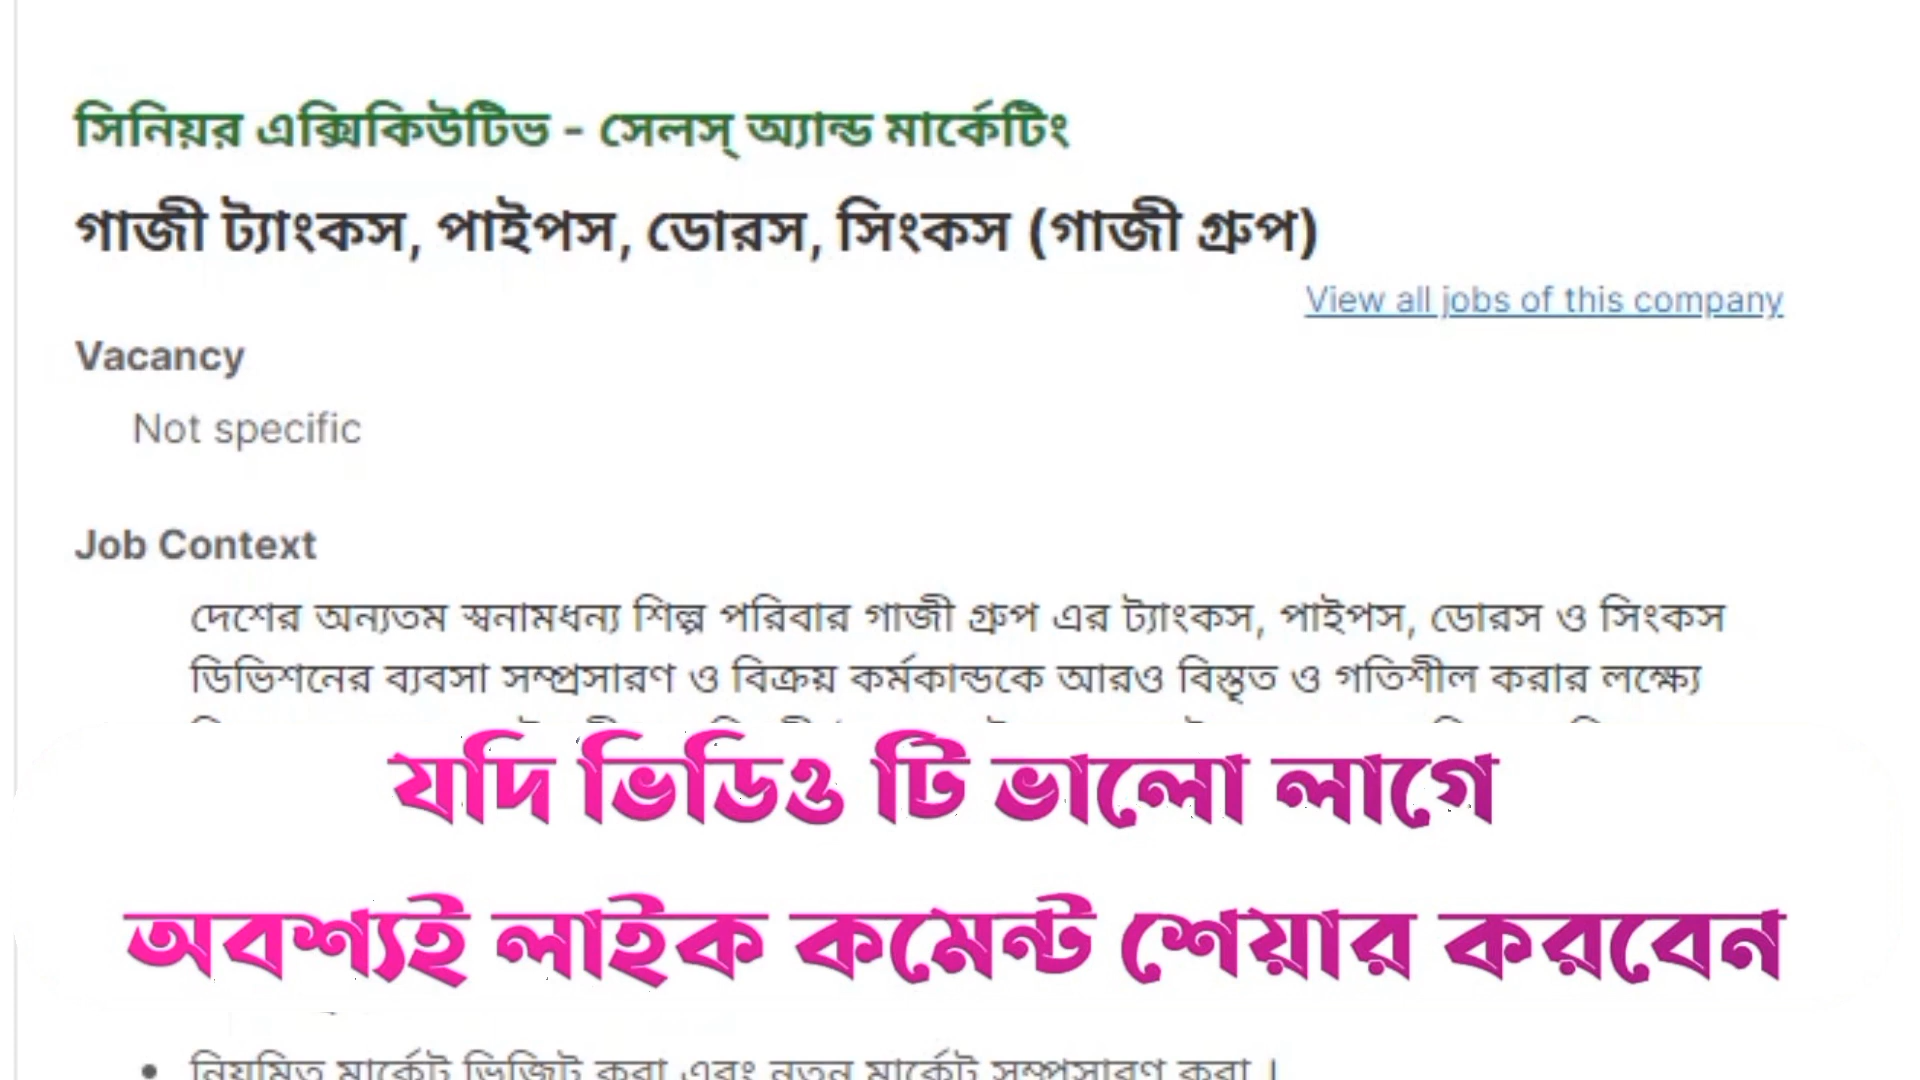 সিনিয়র এক্সিকিউটিভ - সেলস্ অ্যান্ড মার্কেটিং
গাজী ট্যাংকস, পাইপস, ডোরস, সিংকস (গাজী গ্রুপ)
View all jobs of this company
Vacancy
Not specific
Job Context
দেশের অন্যতম স্বনামধন্য শিল্প পরিবার গাজী গ্রুপ এর ট্যাংকস, পাইপস, ডোরস ও সিংকস
ডিভিশনের ব্যবসা সম্প্রসারণ ও বিক্রয় কর্মকান্ডকে আরও বিস্তৃত ও গতিশীল করার লক্ষ্যে
যদি ভিডিও টি ভালো লাগে
অবশ্যই লাইক কমেন্ট শেয়ার করবেন
• নিয়মিত মার্কেট ভিজিট করা এবং নতুন মার্কেট সম্প্রসারণ করা।